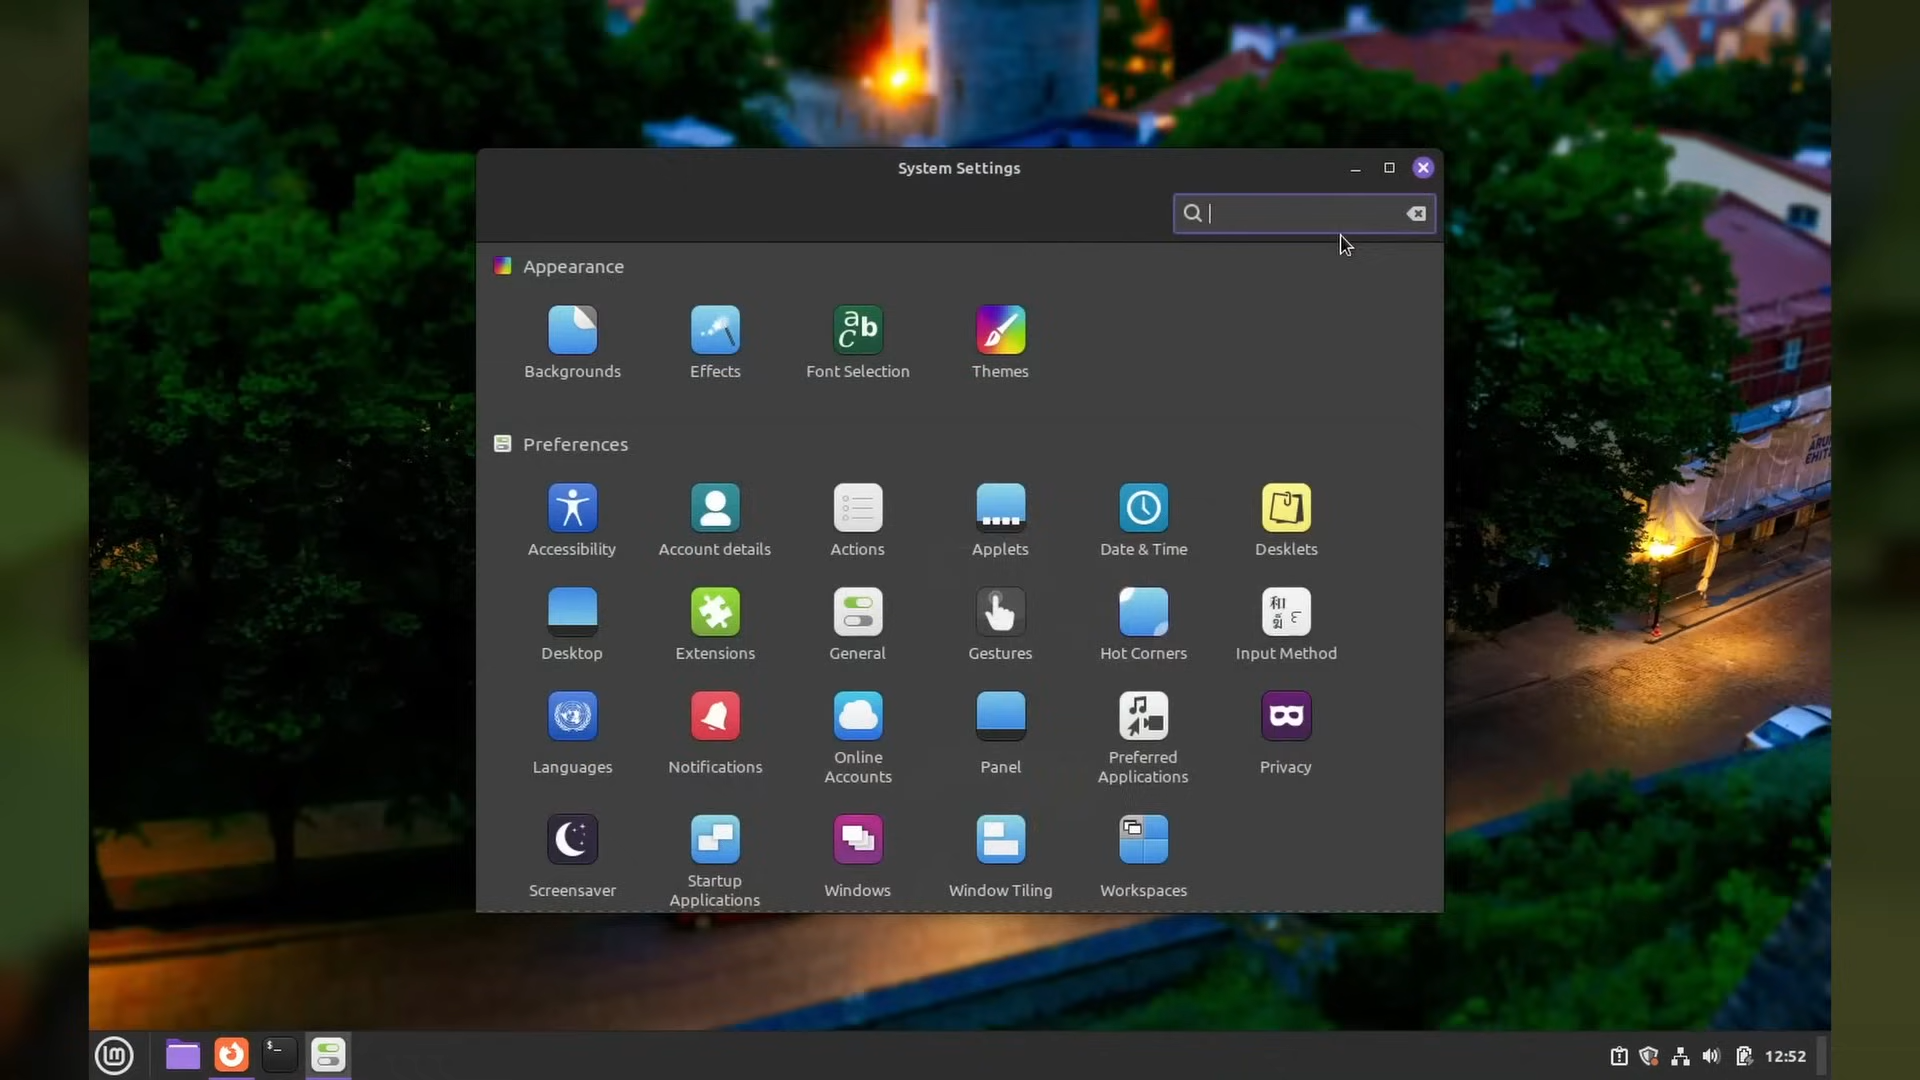 System Settings
Appearance
Backgrounds
Effects
Font Selection
Themes
Preferences
Accessibility
Account details
Actions
Applets
Date & Time
Desklets
Desktop
Extensions
General
Gestures
Hot Corners
Input Method
Languages
Notifications
Online
Accounts
Panel
Preferred
Applications
Privacy
Screensaver
Startup
Applications
Windows
Window Tiling
Workspaces
12:52